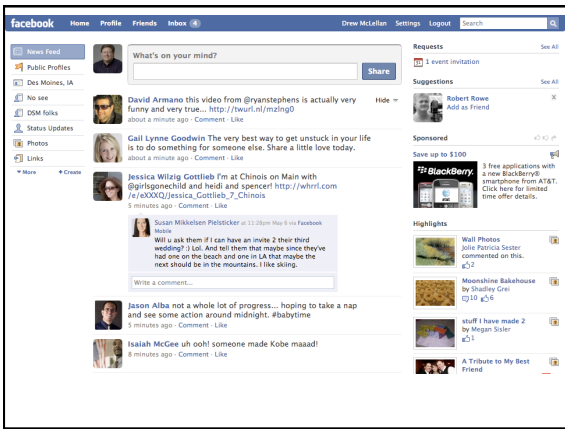 facebook Home Profile Friends Inbox 4 Drew McLellan Settings Logout Search
News Feed
Public Profiles
Des Moines, IA
No see
DSM folks
Status Updates
Photos
Links
More + Create
What's on your mind?
Share
David Armano this video from @ryanstephens is actually very
funny and very true... http://twurl.nl/mzlng0
about a minute ago · Comment · Like
Hide
Gail Lynne Goodwin The very best way to get unstuck in your life
is to do something for someone else. Share a little love today.
about a minute ago · Comment · Like
Jessica Wilzig Gottlieb I'm at Chinois on Main with
@girlsgonechild and heidi and spencer! http://whrrl.com
/e/eXXXQ/Jessica_Gottlieb_7_Chinois
5 minutes ago · Comment · Like
Susan Mikkelsen Pielsticker at 11:28pm May 6 via Facebook
Mobile
Will u ask them if I can have an invite 2 their third
wedding? :) Lol. And tell them that maybe since they've
had one on the beach and one in LA that maybe the
next should be in the mountains. I like skiing.
Write a comment...
Jason Alba not a whole lot of progress... hoping to take a nap
and see some action around midnight. #babytime
5 minutes ago · Comment · Like
Isaiah McGee uh ooh! someone made Kobe maaad!
8 minutes ago · Comment · Like
Requests See All
1 event invitation
Suggestions See All
Robert Rowe X
Add as Friend
Sponsored
Save up to $100
BlackBerry
3 free applications with
a new BlackBerry®
smartphone from AT&T.
Click here for limited
time offer details.
Highlights
Wall Photos
Jolie Patricia Sester
commented on this.
2
Moonshine Bakehouse
by Shadley Grei
10 6
stuff I have made 2
by Megan Sisler
1
A Tribute to My Best
Friend